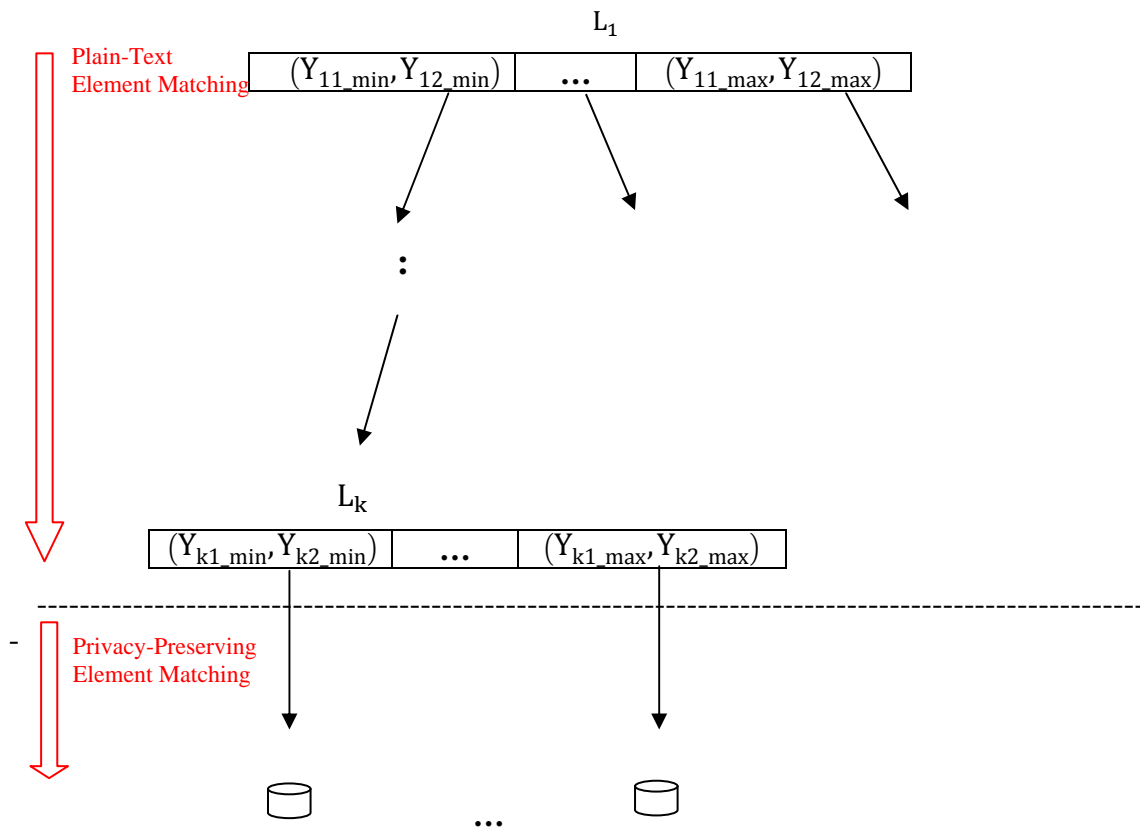 L₁
Plain-Text
Element Matching
(Y₁₁_min, Y₁₂_min) ... (Y₁₁_max, Y₁₂_max)
:
Lₖ
(Yₖ₁_min, Yₖ₂_min) ... (Yₖ₁_max, Yₖ₂_max)
-
Privacy-Preserving
Element Matching
...